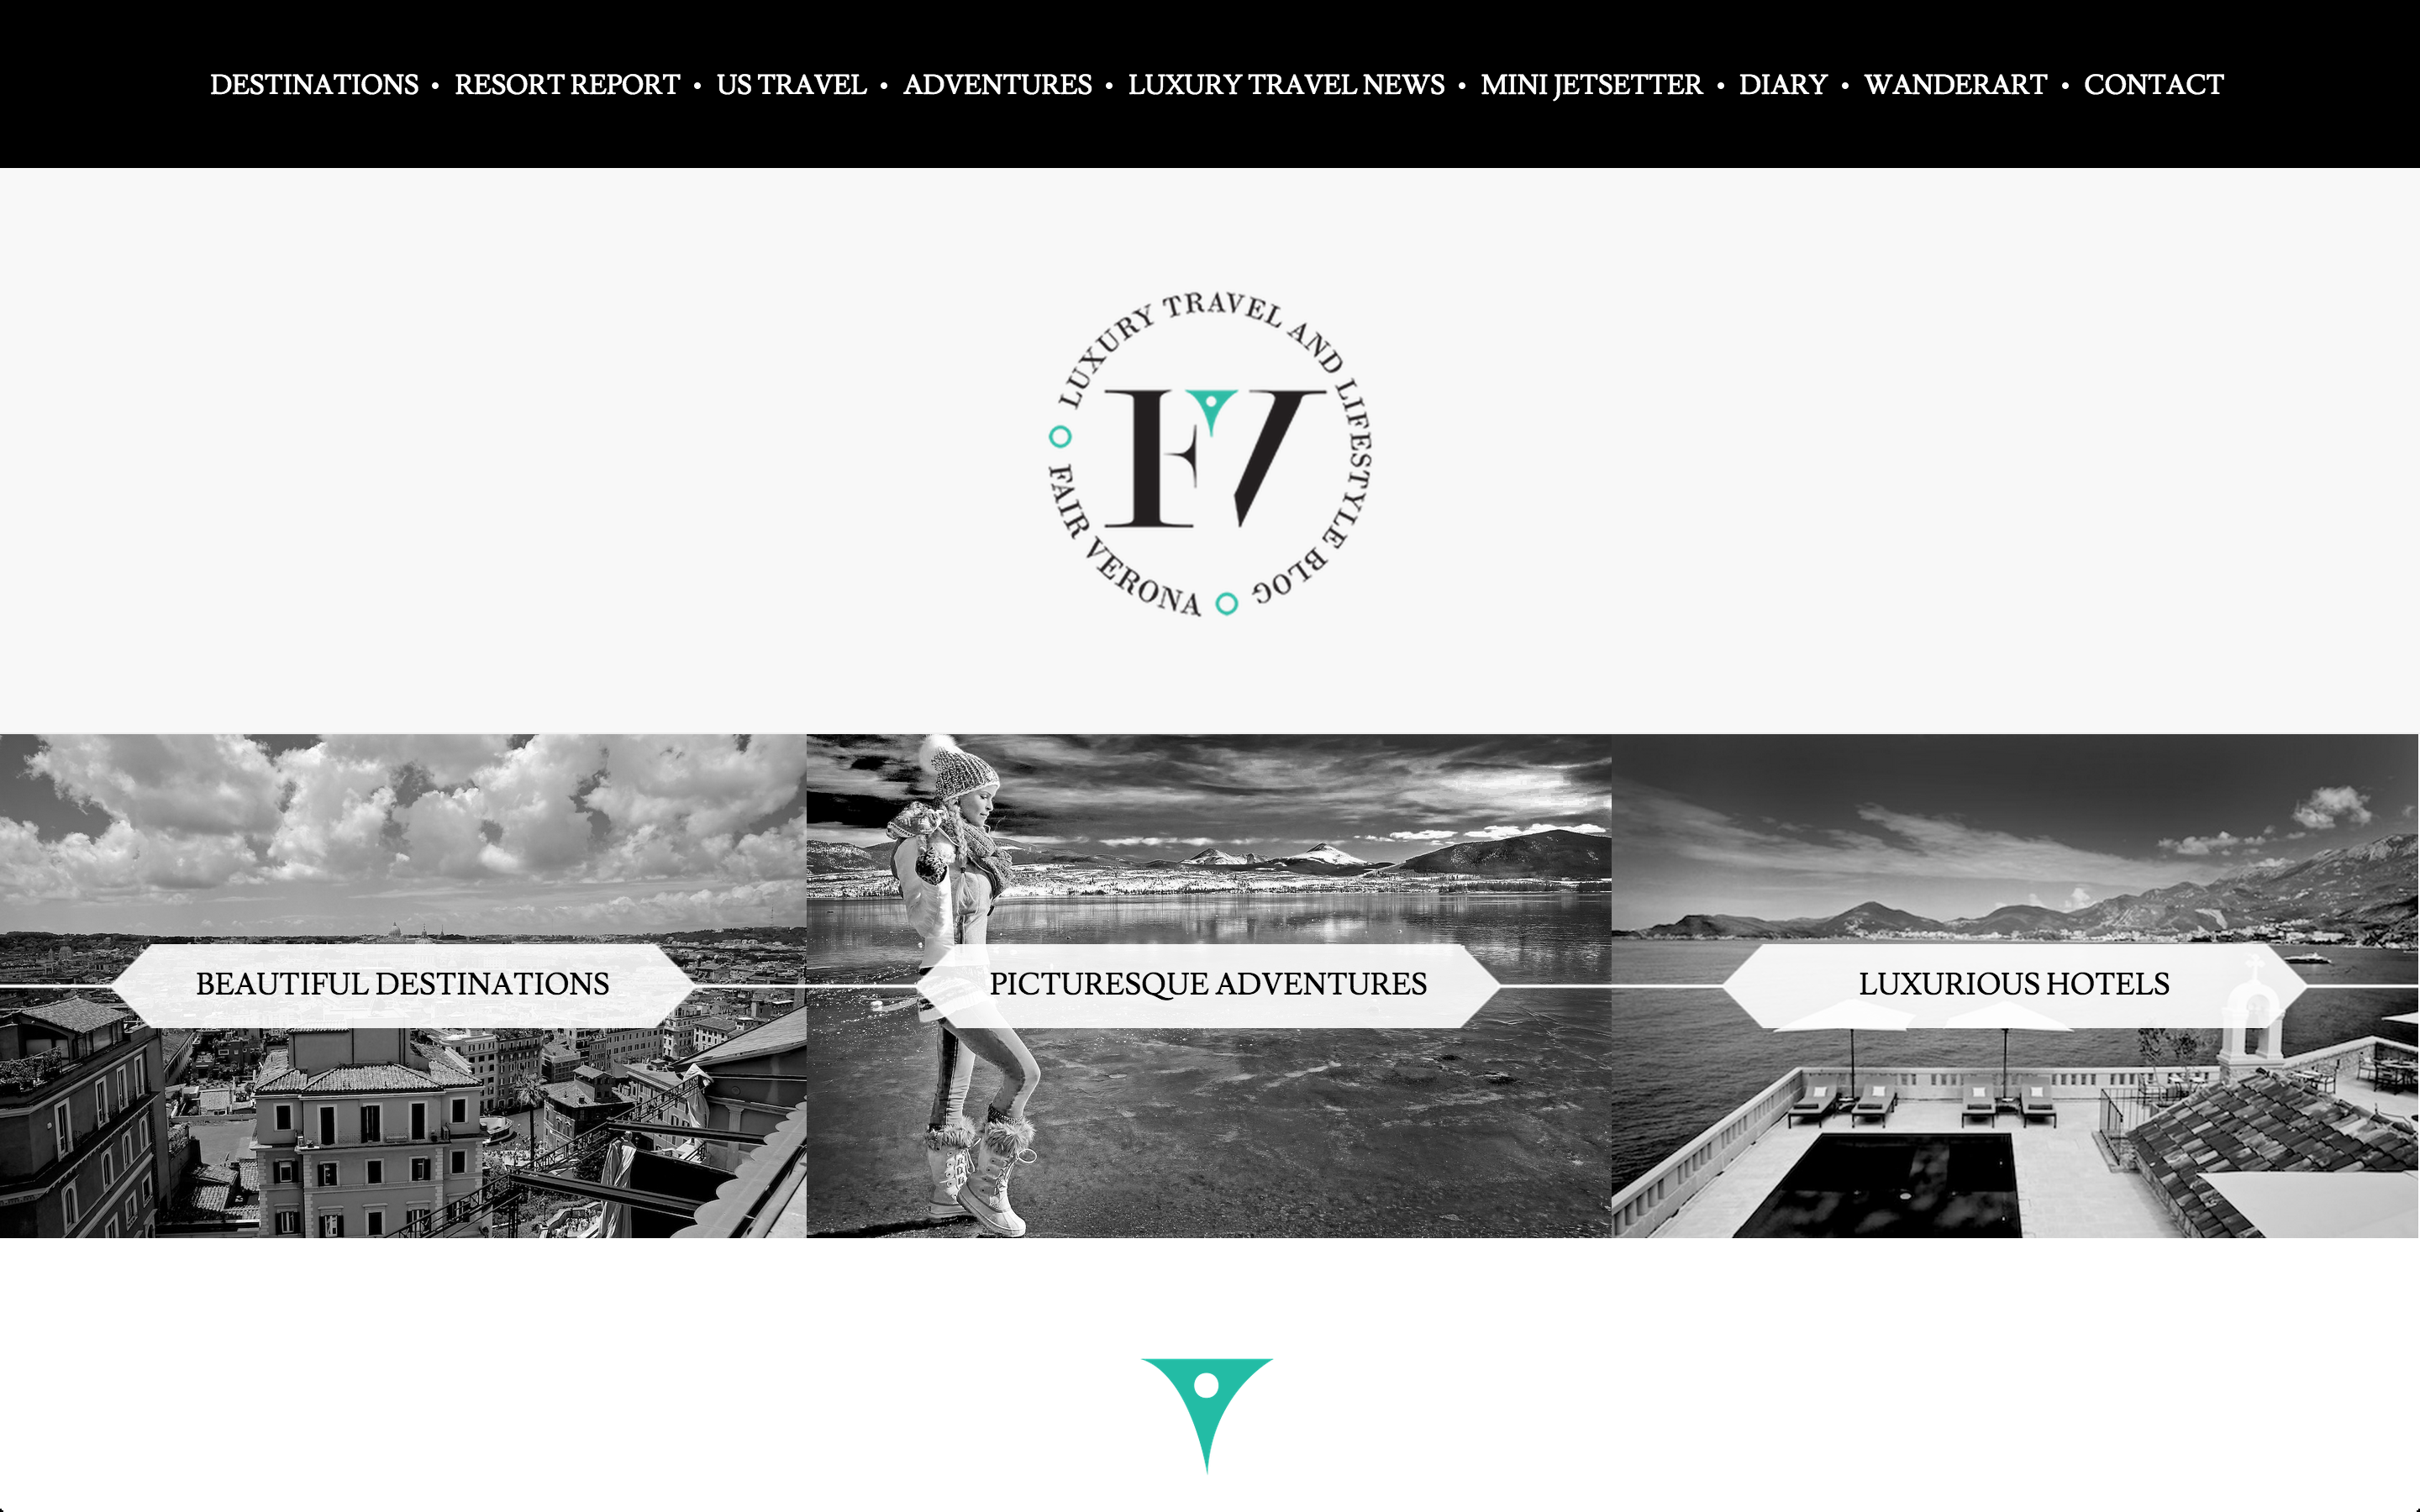 DESTINATIONS • RESORT REPORT • US TRAVEL • ADVENTURES • LUXURY TRAVEL NEWS • MINI JETSETTER • DIARY • WANDERART • CONTACT
LUXURY TRAVEL AND LIFESTYLE BLOG
FV
FAIR VERONA
BEAUTIFUL DESTINATIONS
PICTURESQUE ADVENTURES
LUXURIOUS HOTELS